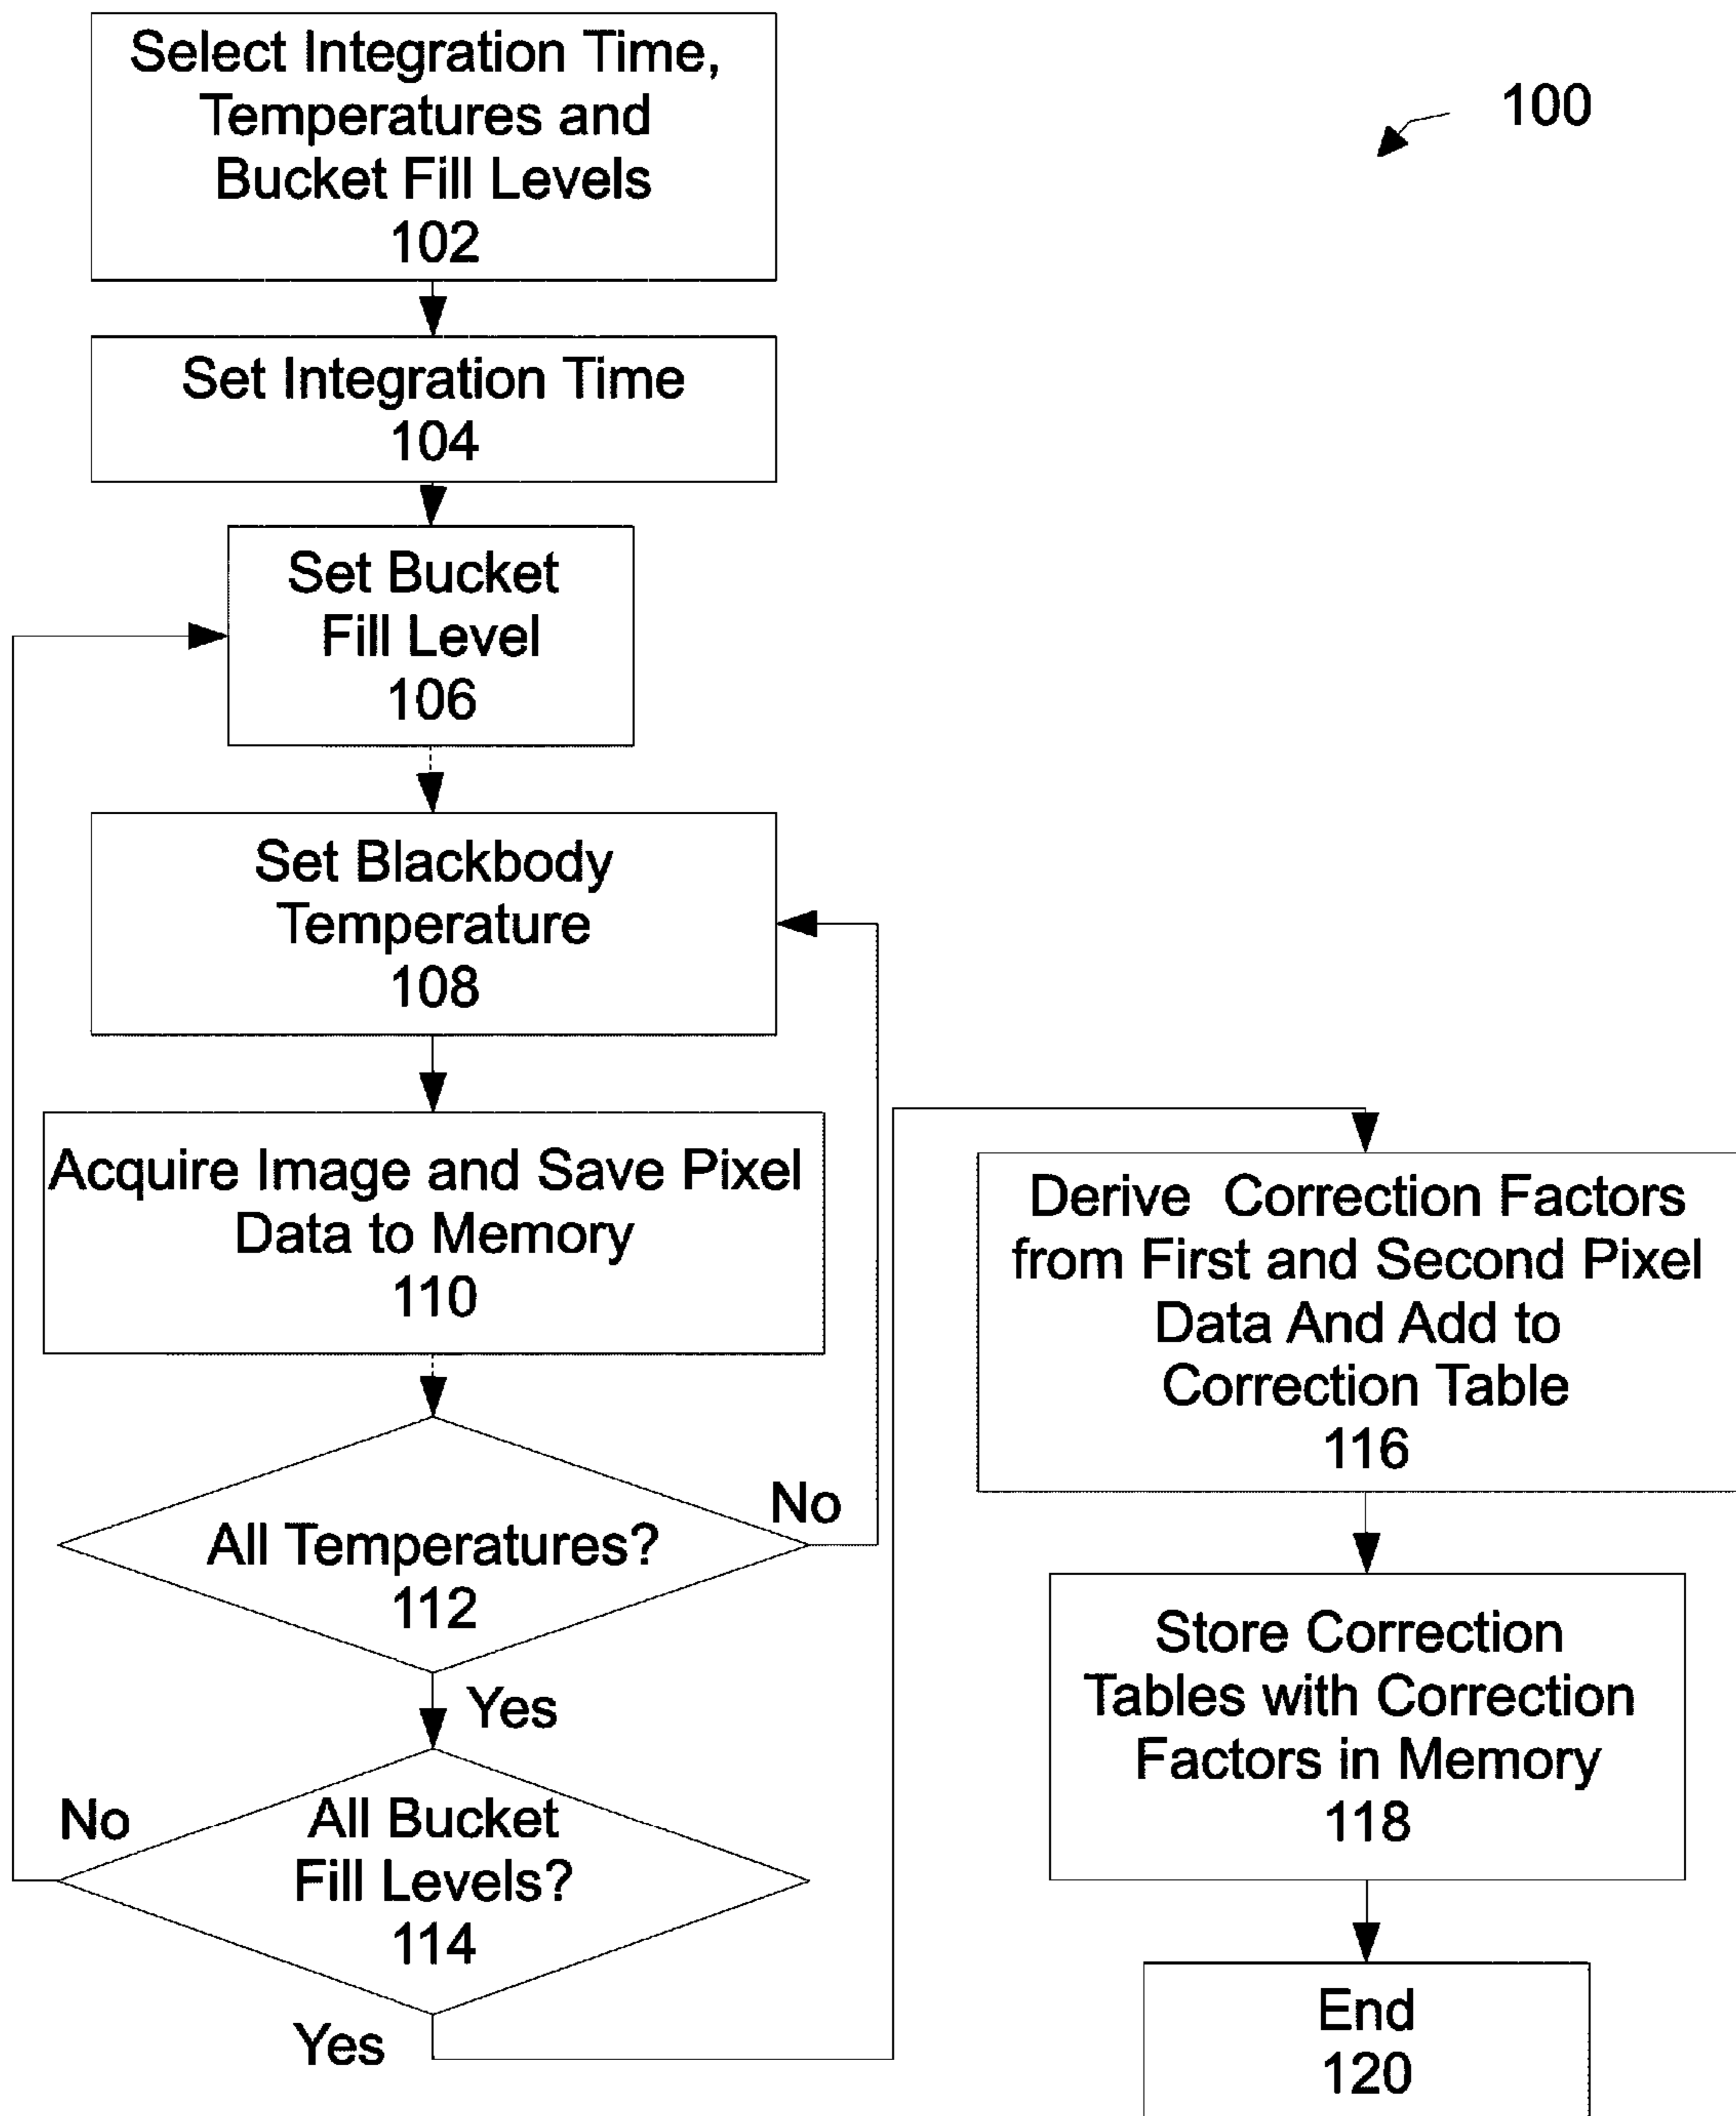 Select Integration Time,
Temperatures and
Bucket Fill Levels
102
100
Set Integration Time
104
Set Bucket
Fill Level
106
Set Blackbody
Temperature
108
Acquire Image and Save Pixel
Data to Memory
110
All Temperatures?
112
No
Yes
All Bucket
Fill Levels?
114
No
Yes
Derive Correction Factors
from First and Second Pixel
Data And Add to
Correction Table
116
Store Correction
Tables with Correction
Factors in Memory
118
End
120